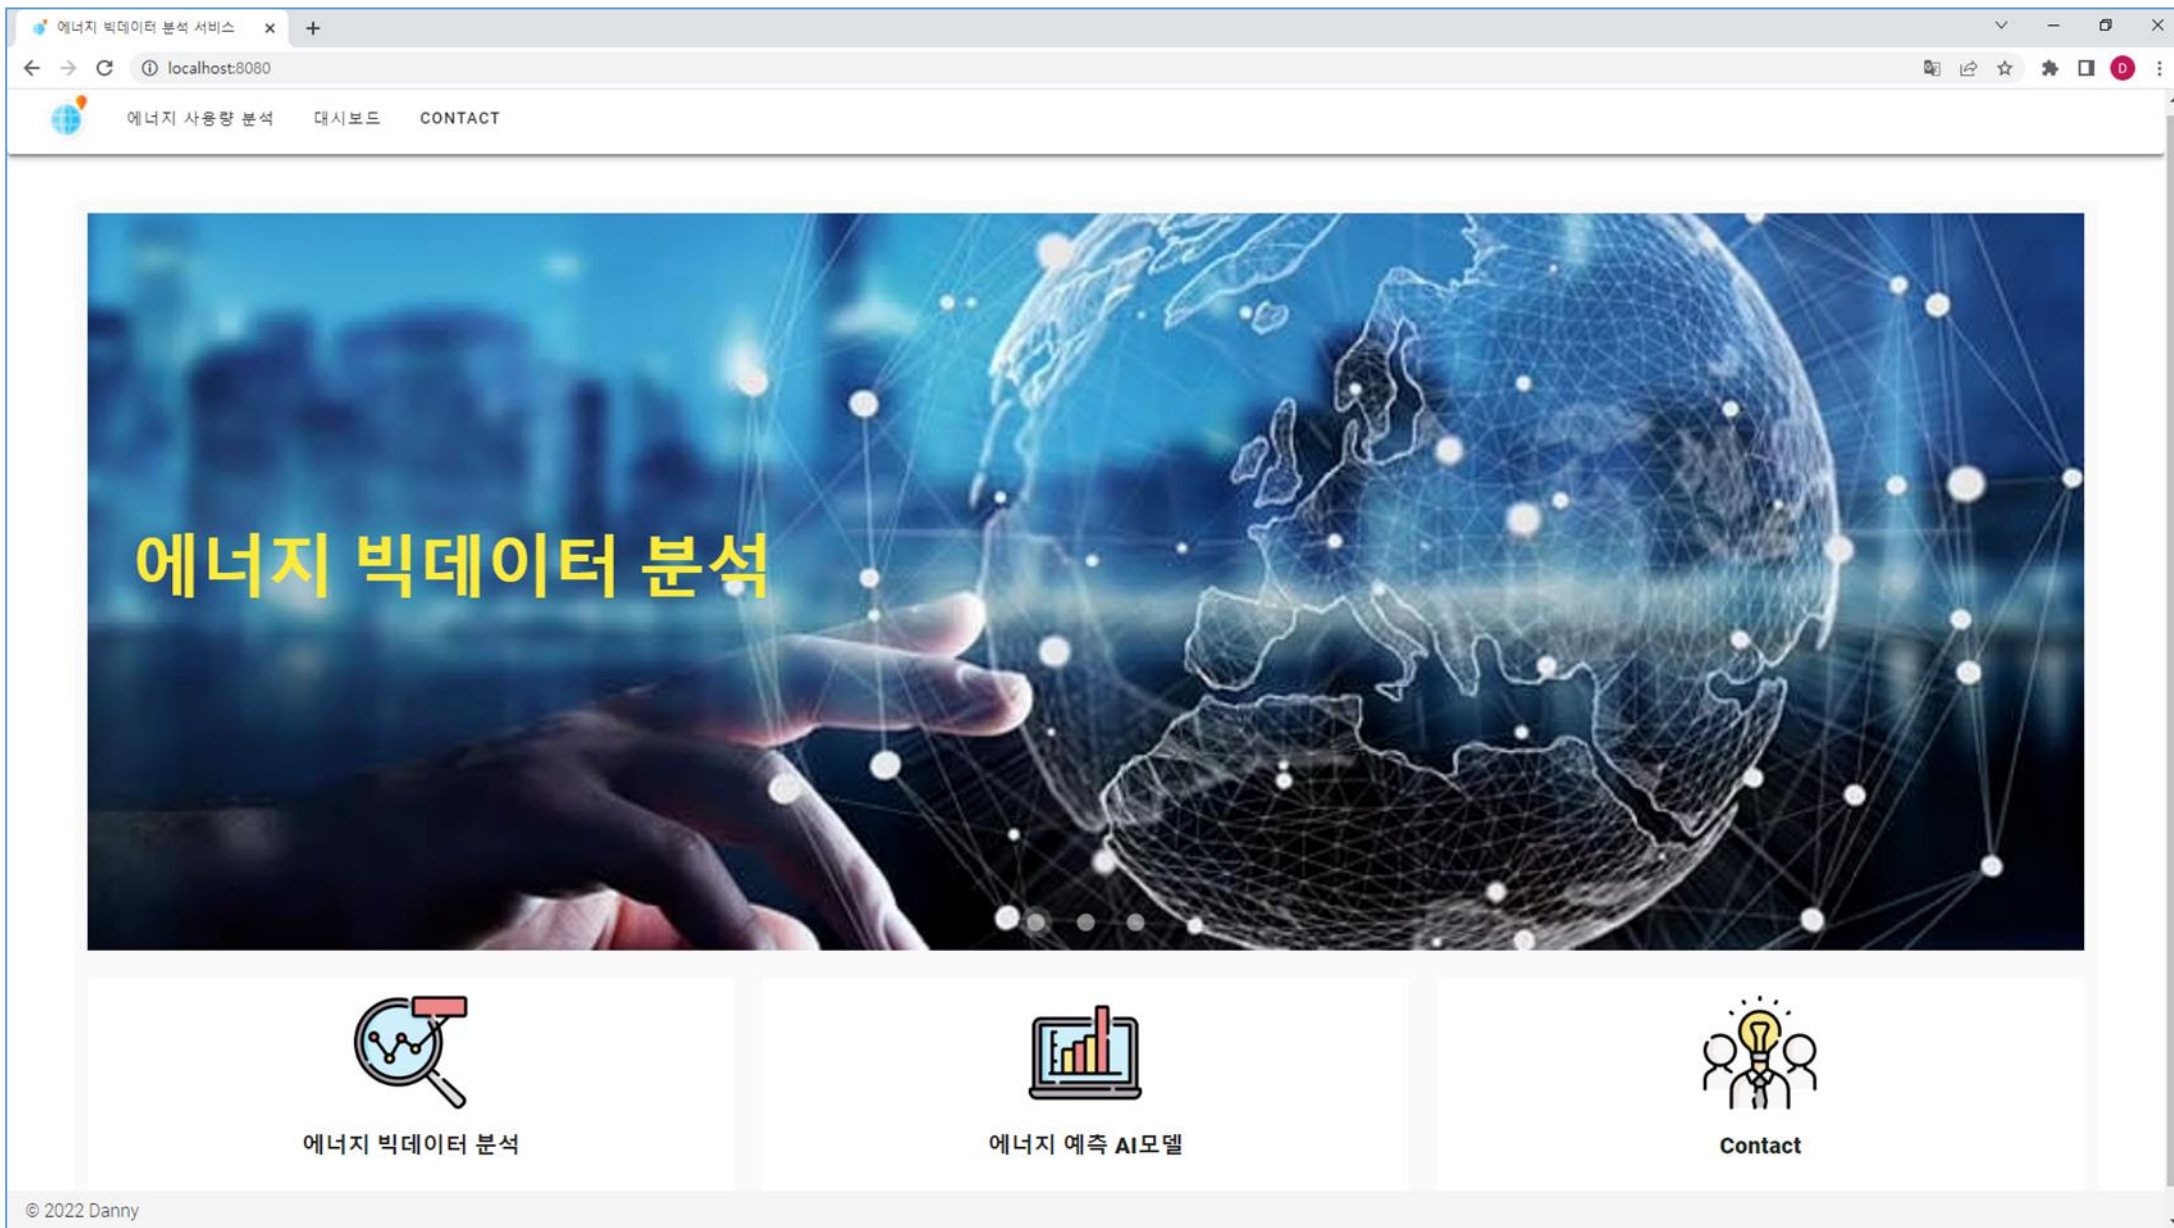 에너지 빅데이터 분석 서비스
localhost:8080
D
에너지 사용량 분석 대시보드 CONTACT
에너지 빅데이터 분석
에너지 빅데이터 분석 에너지 예측 AI모델 Contact
© 2022 Danny